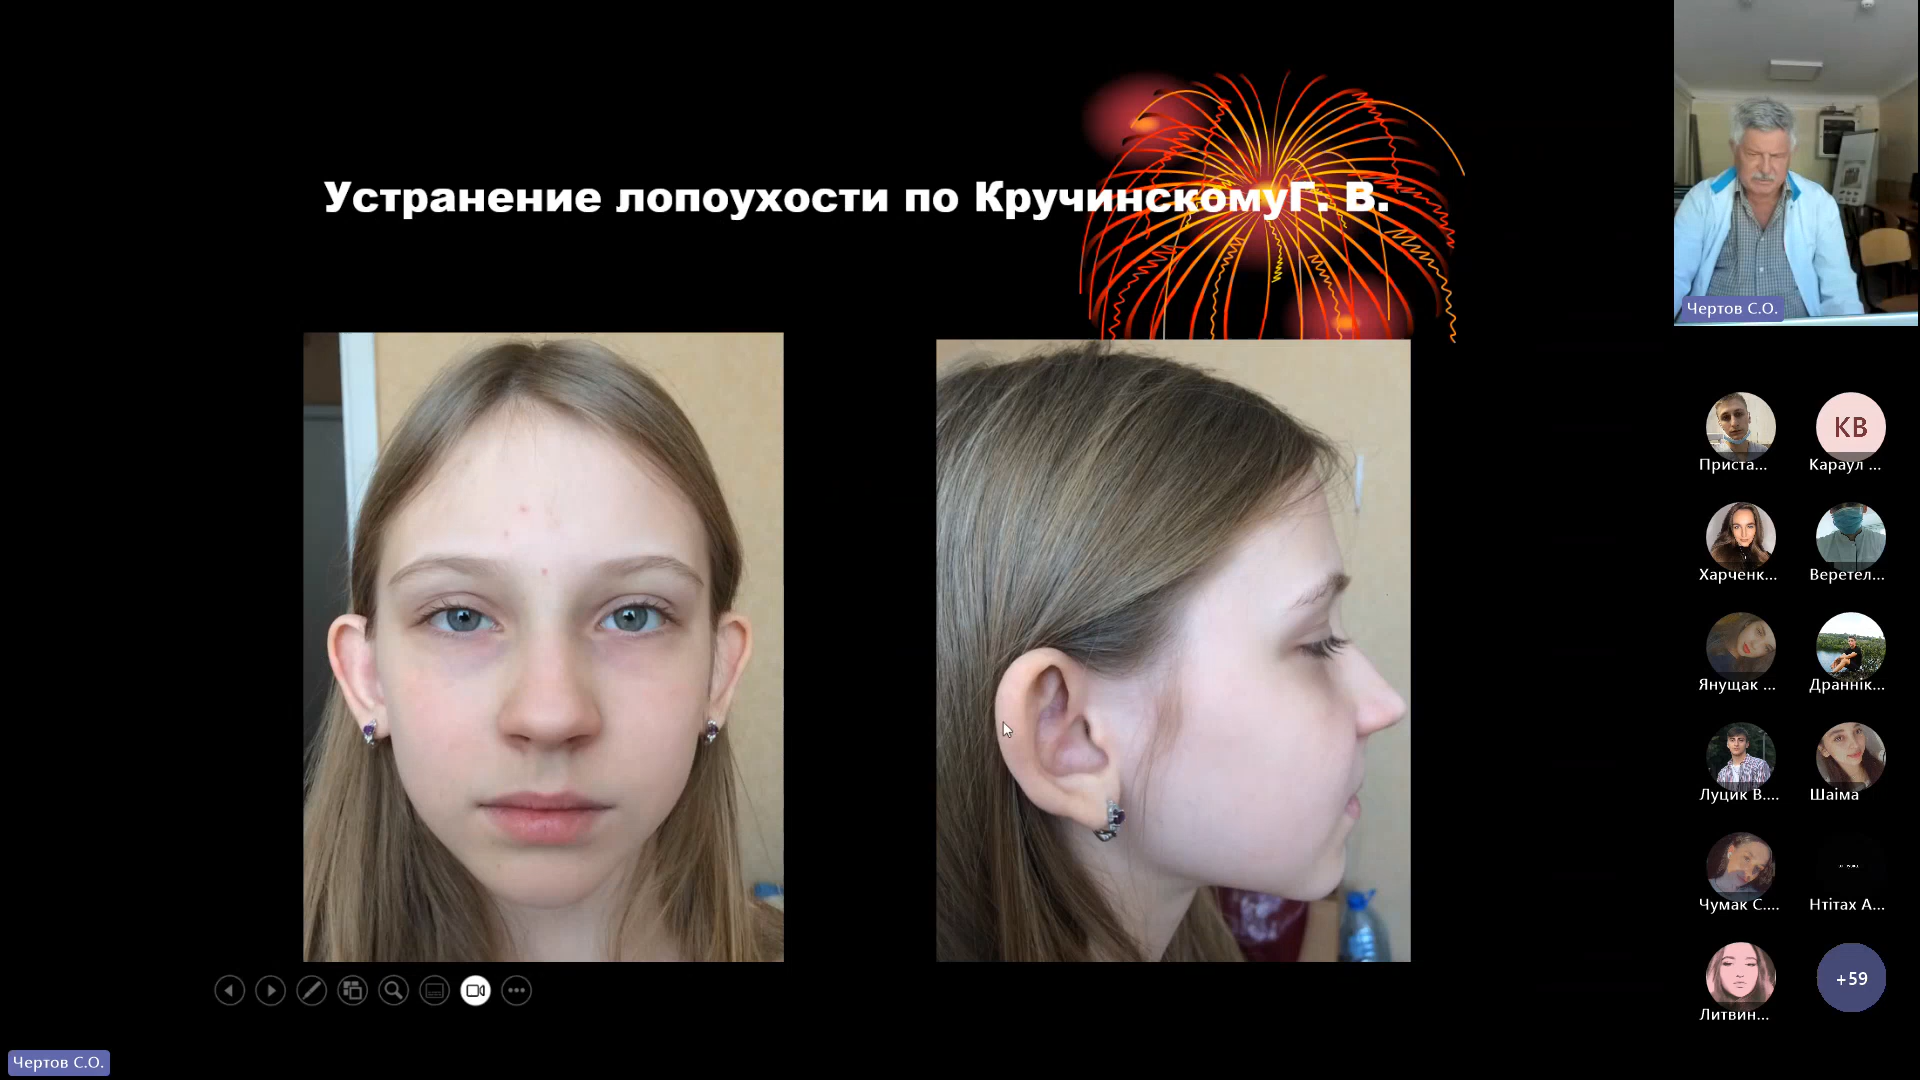 Устранение лопоухости по КручинскомуГ. В.
Чертов С.О.
КВ
Приста...
Караул ...
Харченк...
Веретел...
Янущак ...
Драннік...
Луцик В....
Шаіма
Чумак С....
Нтітах А...
Литвин...
+59
Чертов С.О.